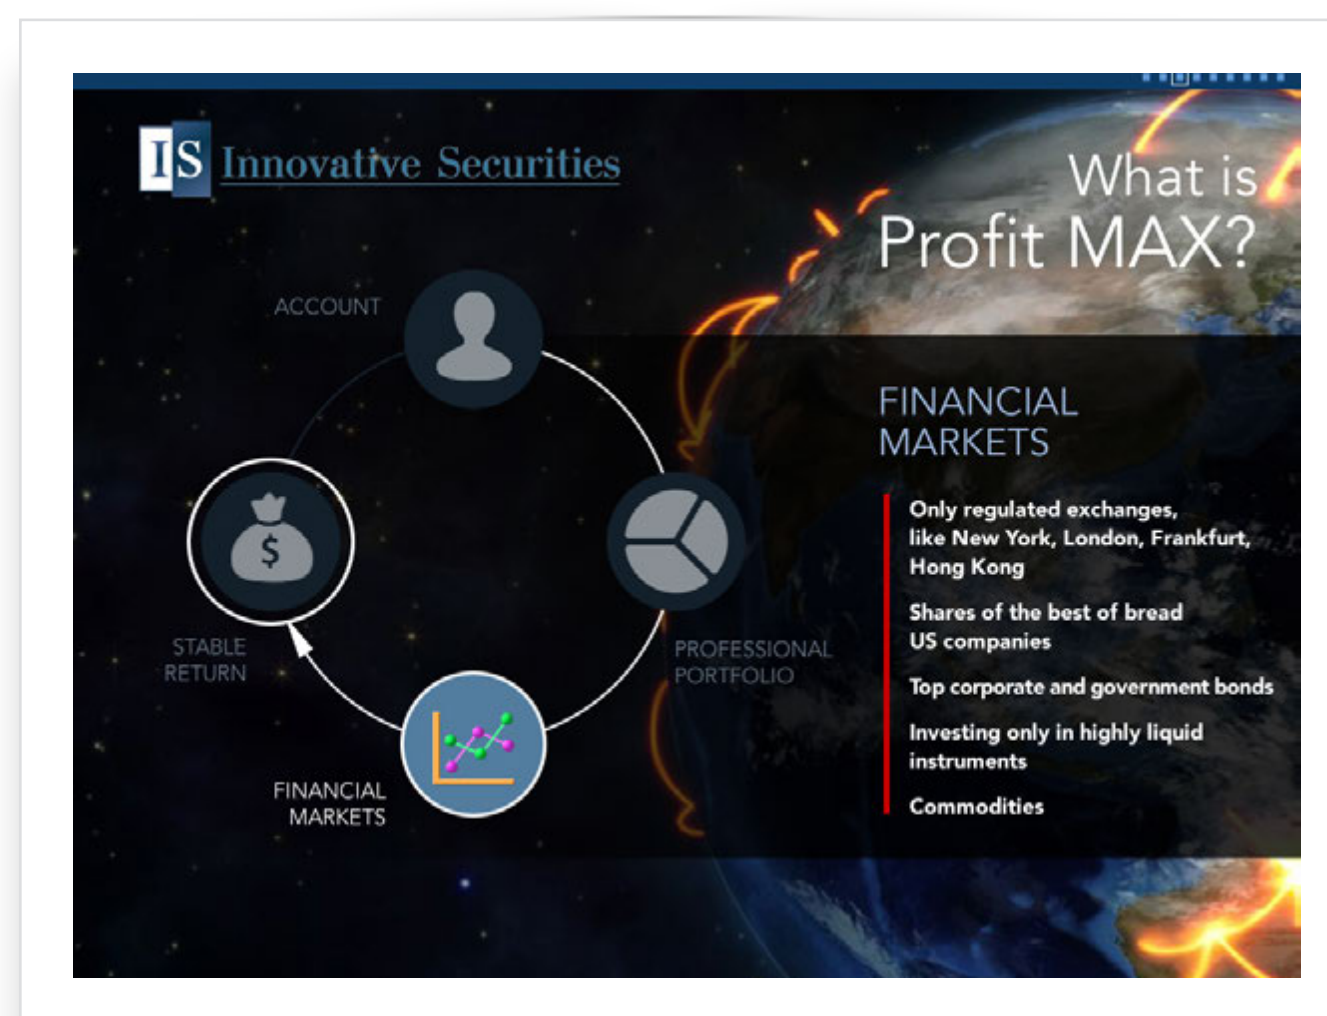 IS Innovative Securities
What is
Profit MAX?
ACCOUNT
FINANCIAL
MARKETS
Only regulated exchanges,
like New York, London, Frankfurt,
Hong Kong
Shares of the best of bread
US companies
Top corporate and government bonds
Investing only in highly liquid
instruments
Commodities
$
STABLE
RETURN
PROFESSIONAL
PORTFOLIO
FINANCIAL
MARKETS